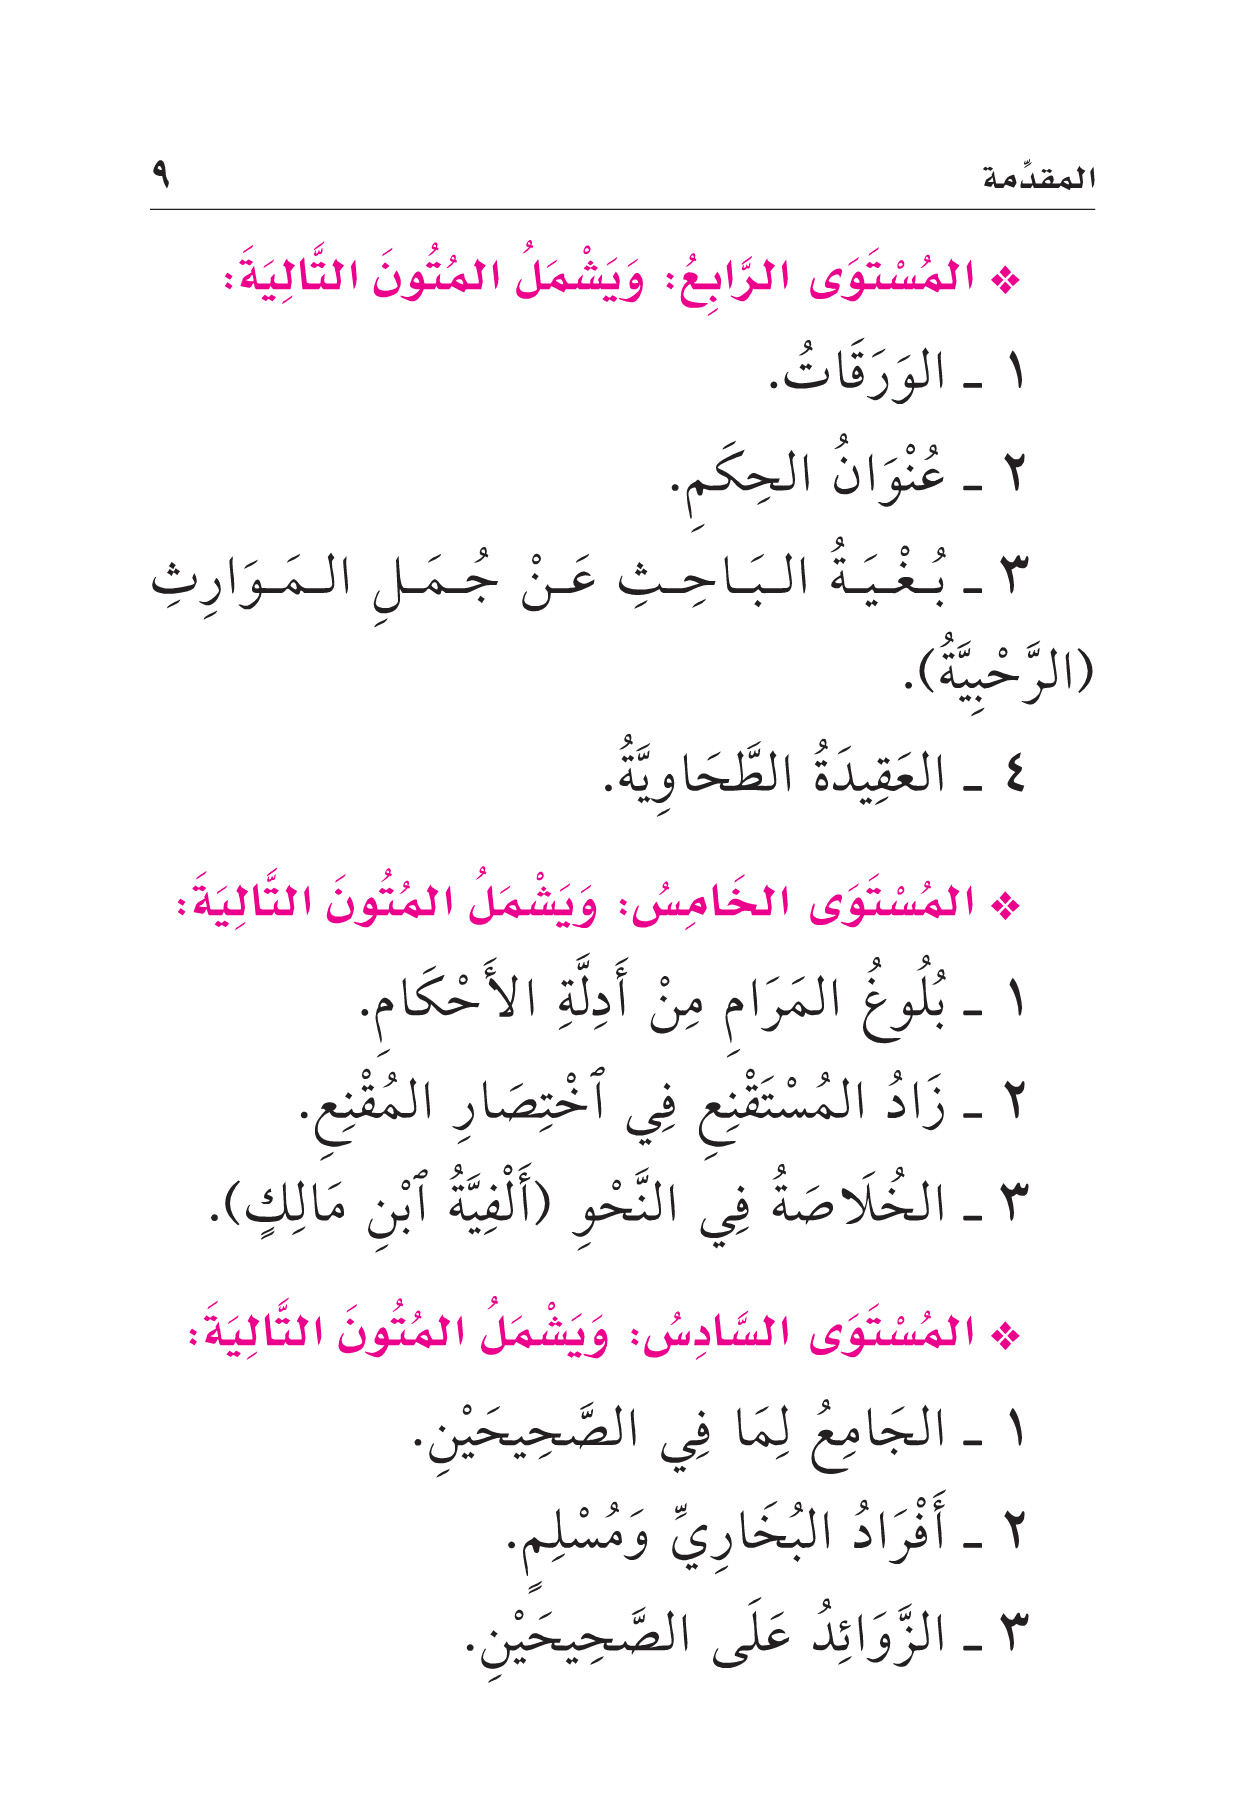 المقدِّمة ٩
❖ المُسْتَوَى الرَّابِعُ: وَيَشْمَلُ المُتُونَ التَّالِيَةَ:
١ ـ الوَرَقَاتُ.
٢ ـ عُنْوَانُ الحِكَمِ.
٣ ـ بُغْيَةُ البَاحِثِ عَنْ جُمَلِ المَوَارِثِ
(الرَّحْبِيَّةُ).
٤ ـ العَقِيدَةُ الطَّحَاوِيَّةُ.
❖ المُسْتَوَى الخَامِسُ: وَيَشْمَلُ المُتُونَ التَّالِيَةَ:
١ ـ بُلُوغُ المَرَامِ مِنْ أَدِلَّةِ الأَحْكَامِ.
٢ ـ زَادُ المُسْتَقْنِعِ فِي ٱخْتِصَارِ المُقْنِعِ.
٣ ـ الخُلَاصَةُ فِي النَّحْوِ (أَلْفِيَّةُ ٱبْنِ مَالِكٍ).
❖ المُسْتَوَى السَّادِسُ: وَيَشْمَلُ المُتُونَ التَّالِيَةَ:
١ ـ الجَامِعُ لِمَا فِي الصَّحِيحَيْنِ.
٢ ـ أَفْرَادُ البُخَارِيِّ وَمُسْلِمٍ.
٣ ـ الزَّوَائِدُ عَلَى الصَّحِيحَيْنِ.